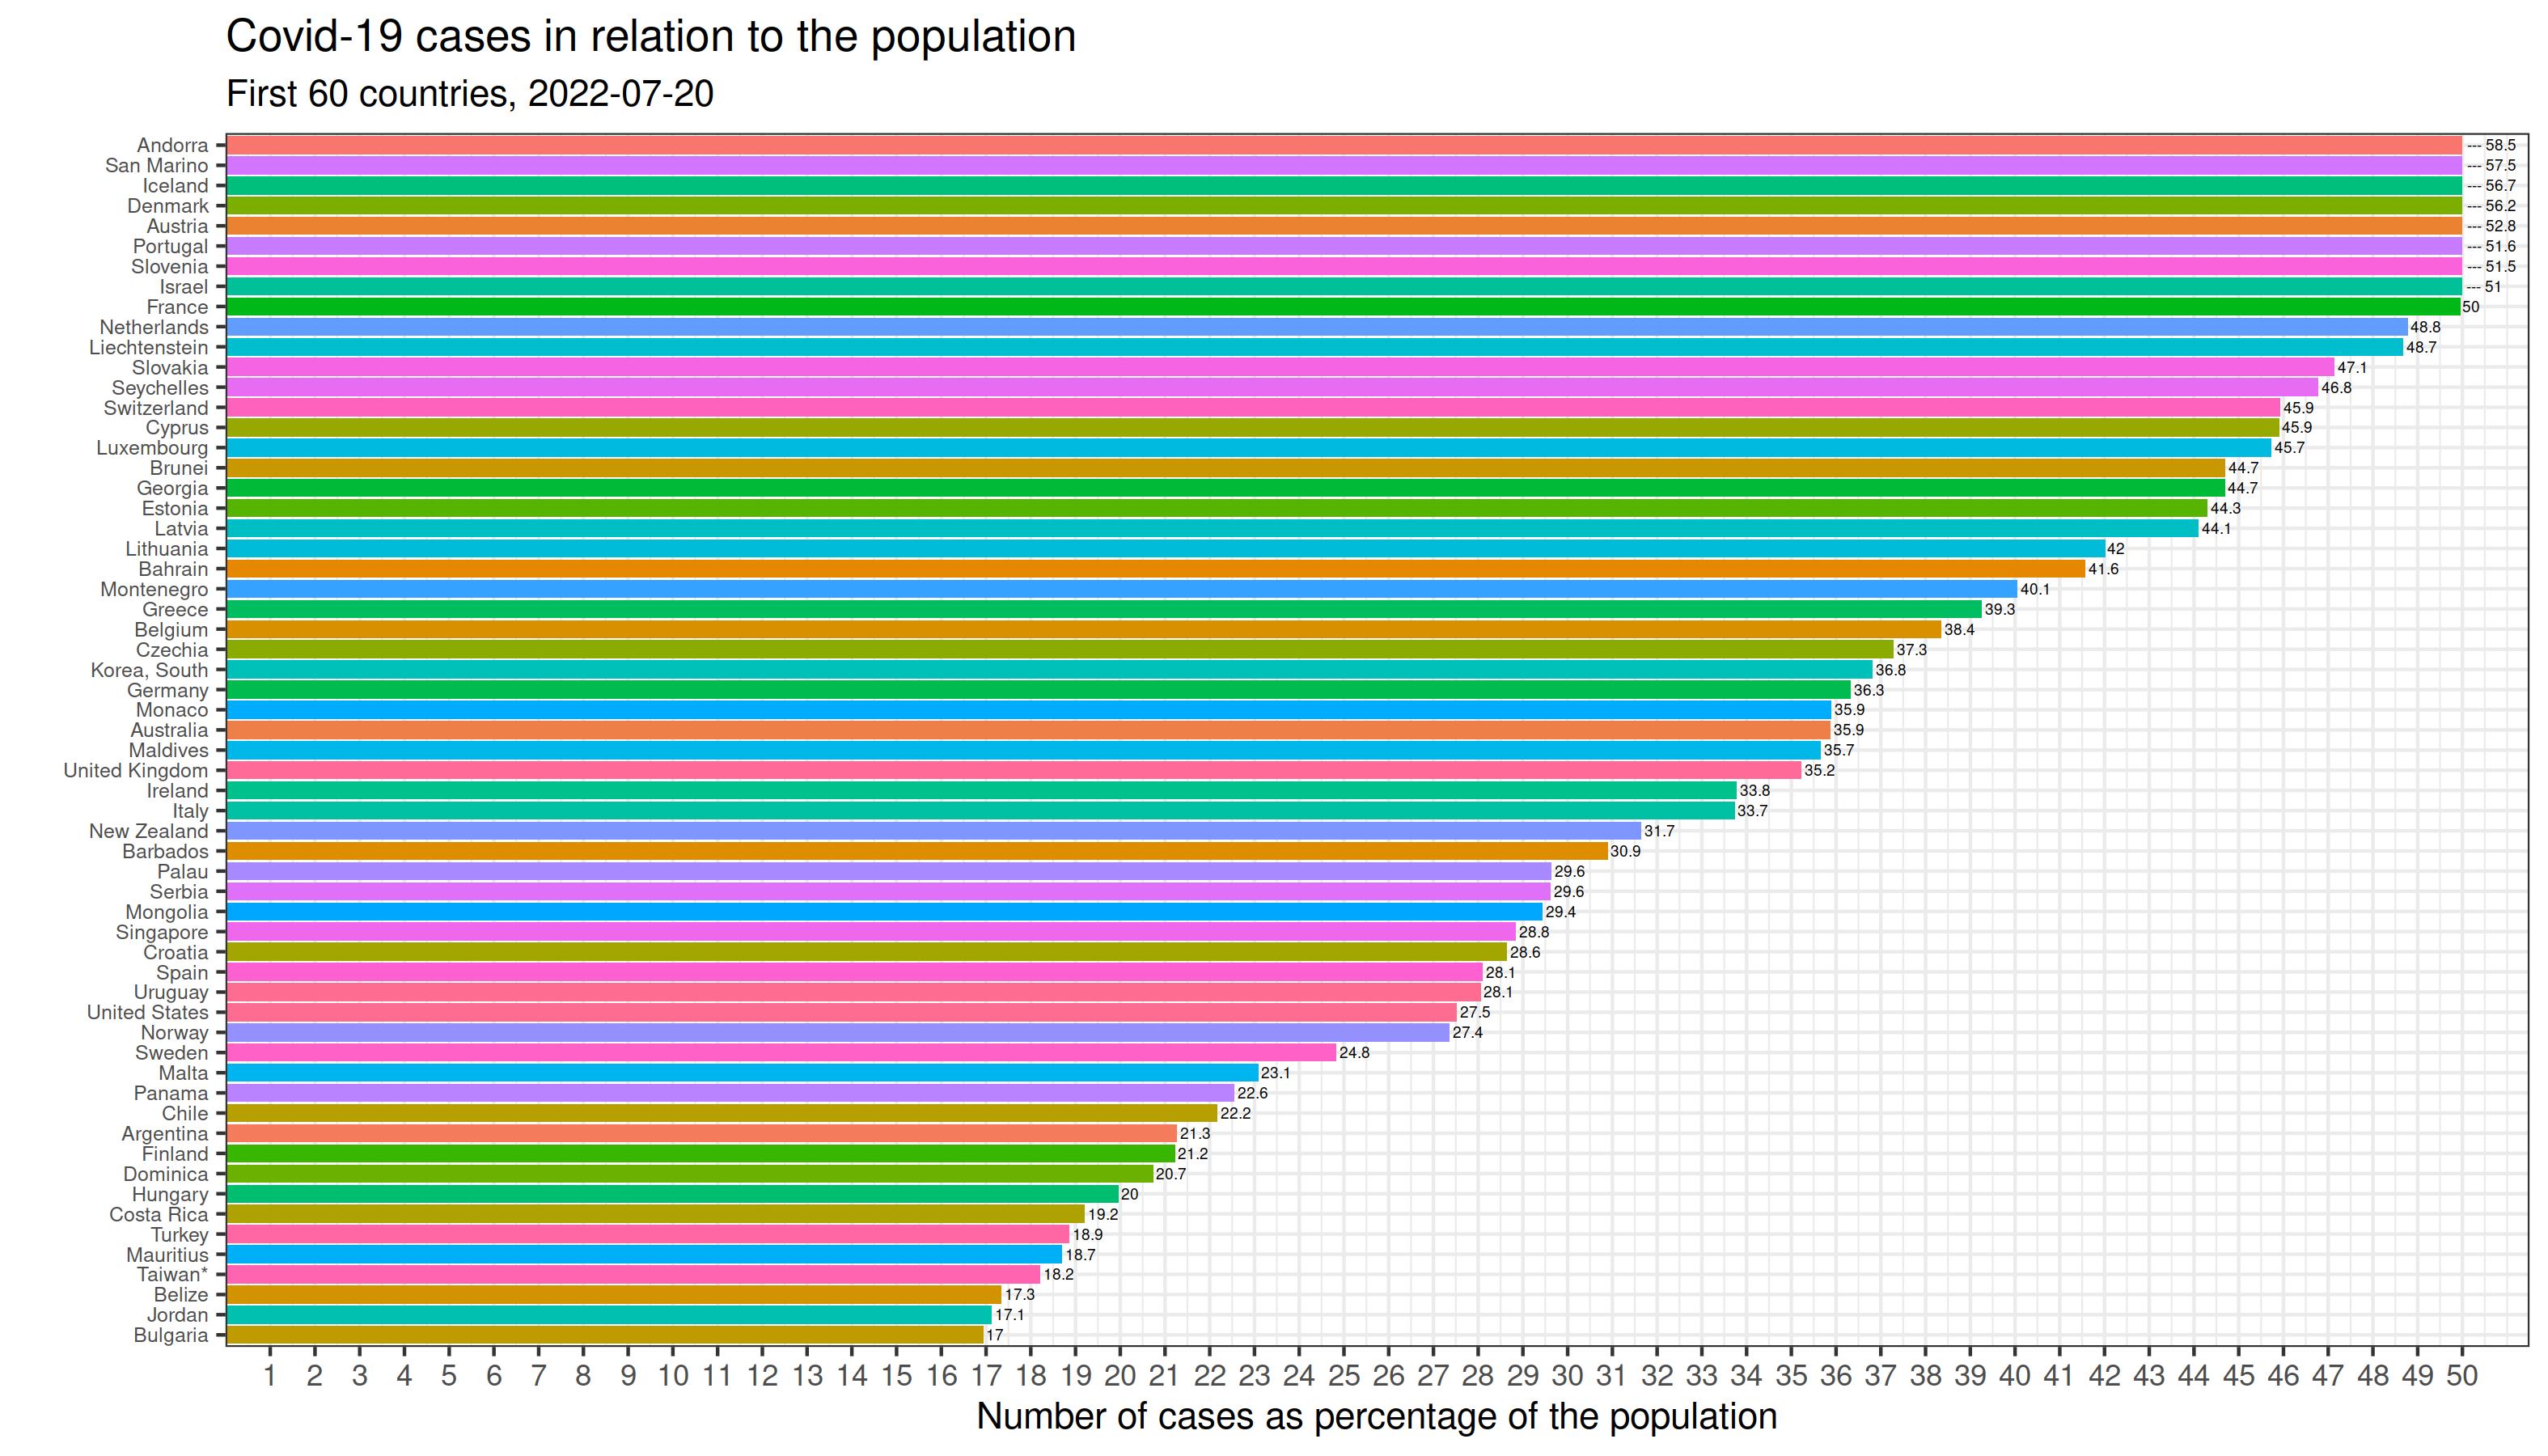 Covid-19 cases in relation to the population
First 60 countries, 2022-07-20
Andorra --- 58.5
San Marino --- 57.5
Iceland --- 56.7
Denmark --- 56.2
Austria --- 52.8
Portugal --- 51.6
Slovenia --- 51.5
Israel --- 51
France 50
Netherlands 48.8
Liechtenstein 48.7
Slovakia 47.1
Seychelles 46.8
Switzerland 45.9
Cyprus 45.9
Luxembourg 45.7
Brunei 44.7
Georgia 44.7
Estonia 44.3
Latvia 44.1
Lithuania 42
Bahrain 41.6
Montenegro 40.1
Greece 39.3
Belgium 38.4
Czechia 37.3
Korea, South 36.8
Germany 36.3
Monaco 35.9
Australia 35.9
Maldives 35.7
United Kingdom 35.2
Ireland 33.8
Italy 33.7
New Zealand 31.7
Barbados 30.9
Palau 29.6
Serbia 29.6
Mongolia 29.4
Singapore 28.8
Croatia 28.6
Spain 28.1
Uruguay 28.1
United States 27.5
Norway 27.4
Sweden 24.8
Malta 23.1
Panama 22.6
Chile 22.2
Argentina 21.3
Finland 21.2
Dominica 20.7
Hungary 20
Costa Rica 19.2
Turkey 18.9
Mauritius 18.7
Taiwan* 18.2
Belize 17.3
Jordan 17.1
Bulgaria 17
1 2 3 4 5 6 7 8 9 10 11 12 13 14 15 16 17 18 19 20 21 22 23 24 25 26 27 28 29 30 31 32 33 34 35 36 37 38 39 40 41 42 43 44 45 46 47 48 49 50
Number of cases as percentage of the population